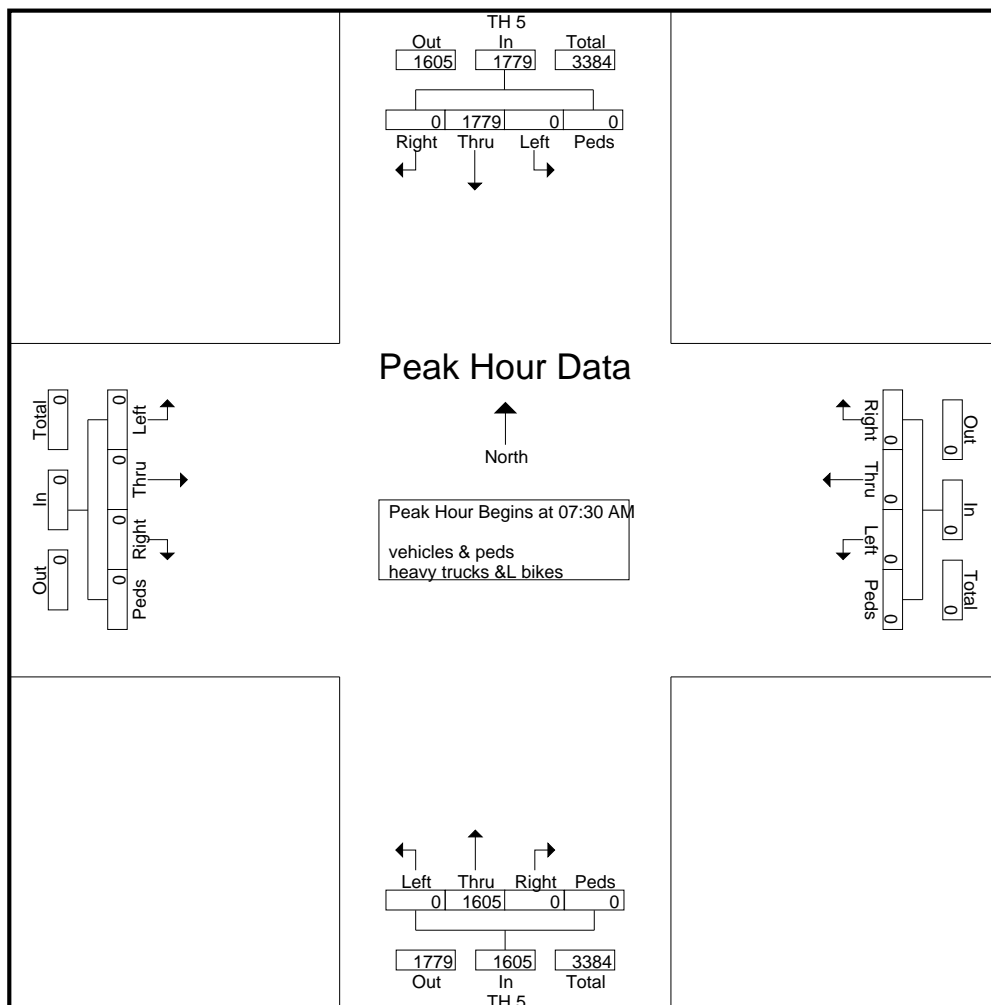 TH 5
Out In Total
1605 1779 3384
0 1779 0 0
Right Thru Left Peds
Peak Hour Data
North
Peak Hour Begins at 07:30 AM
vehicles & peds
heavy trucks &L bikes
Total In Out
0 0 0
0 0 0 0
Left Thru Right Peds
Right Thru Left Peds
0 0 0 0
Out In Total
0 0 0
Left Thru Right Peds
0 1605 0 0
1779 1605 3384
Out In Total
TH 5